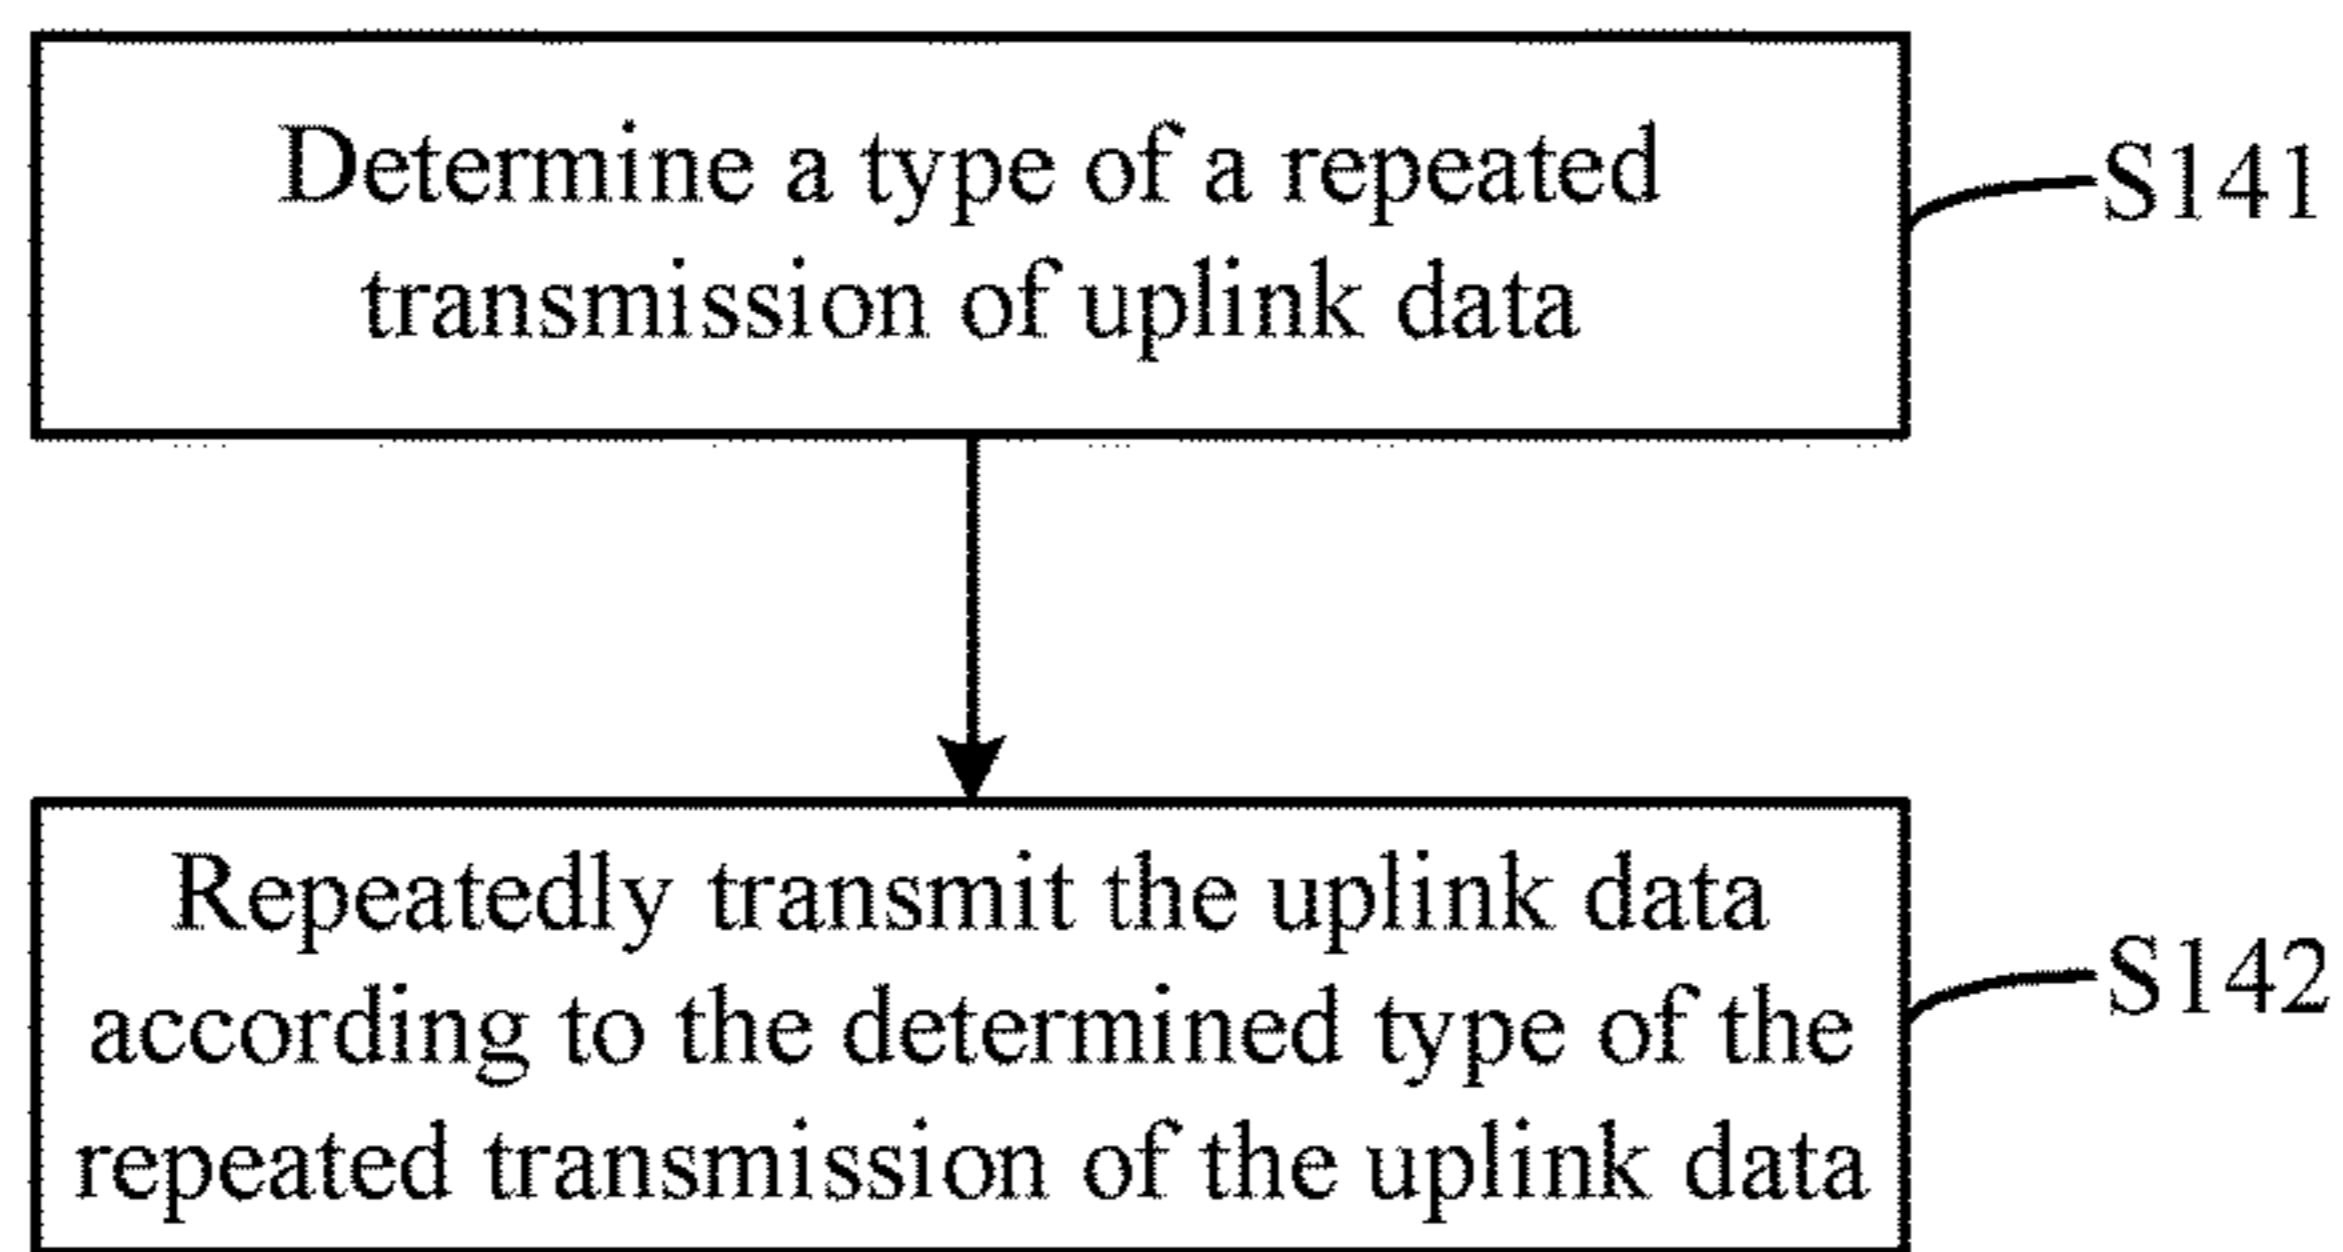 Determine a type of a repeated
transmission of uplink data
S141
Repeatedly transmit the uplink data
according to the determined type of the
repeated transmission of the uplink data
S142